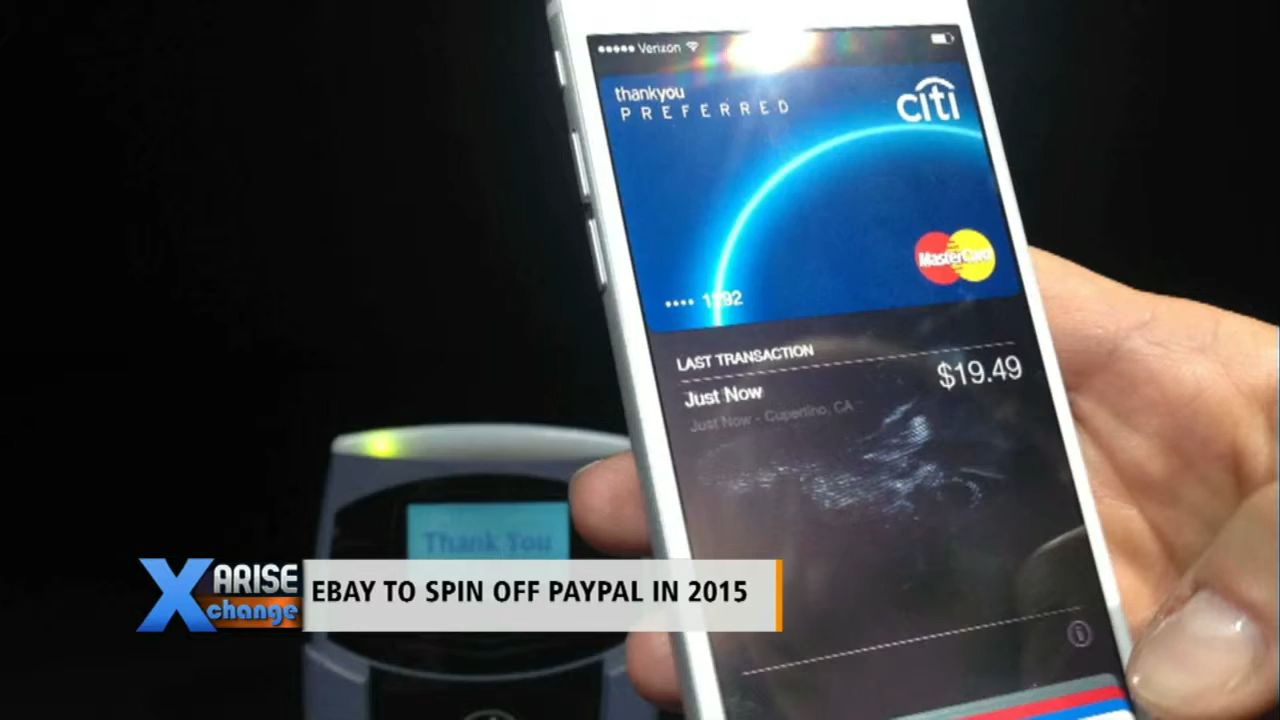 Verizon
thankyou
PREFERRED
citi
MasterCard
•••• 1292
LAST TRANSACTION
Just Now
$19.49
Just Now - Cupertino, CA
Thank You
ARISE
Xchange
EBAY TO SPIN OFF PAYPAL IN 2015